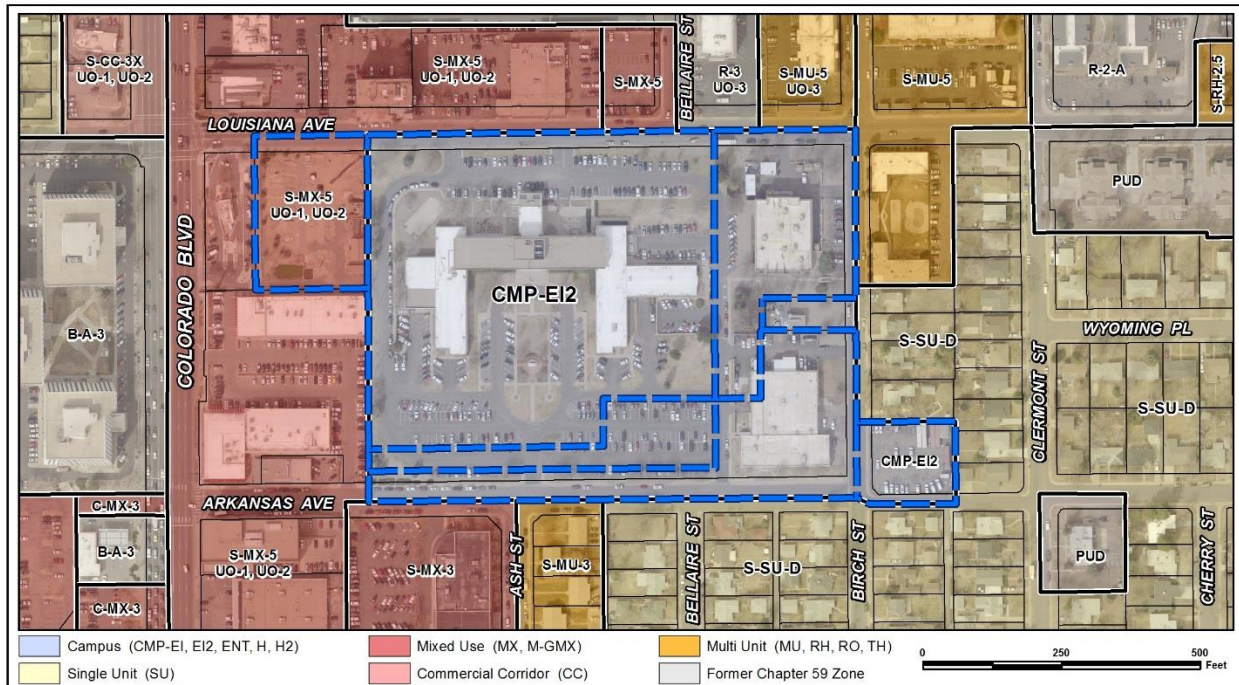 S-CC-3X
UO-1, UO-2
S-MX-5
UO-1, UO-2
S-MX-5
BELLAIRE ST
R-3
UO-3
S-MU-5
UO-3
S-MU-5
R-2-A
S-RH-2.5
LOUISIANA AVE
S-MX-5
UO-1, UO-2
PUD
COLORADO BLVD
CMP-EI2
B-A-3
WYOMING PL
S-SU-D
CLERMONT ST
S-SU-D
CMP-EI2
C-MX-3
ARKANSAS AVE
B-A-3
S-MX-5
UO-1, UO-2
S-MX-3
ASH ST
S-MU-3
BELLAIRE ST
S-SU-D
BIRCH ST
PUD
CHERRY ST
C-MX-3
Campus (CMP-EI, EI2, ENT, H, H2)
Mixed Use (MX, M-GMX)
Multi Unit (MU, RH, RO, TH)
Single Unit (SU)
Commercial Corridor (CC)
Former Chapter 59 Zone
0 250 500
Feet